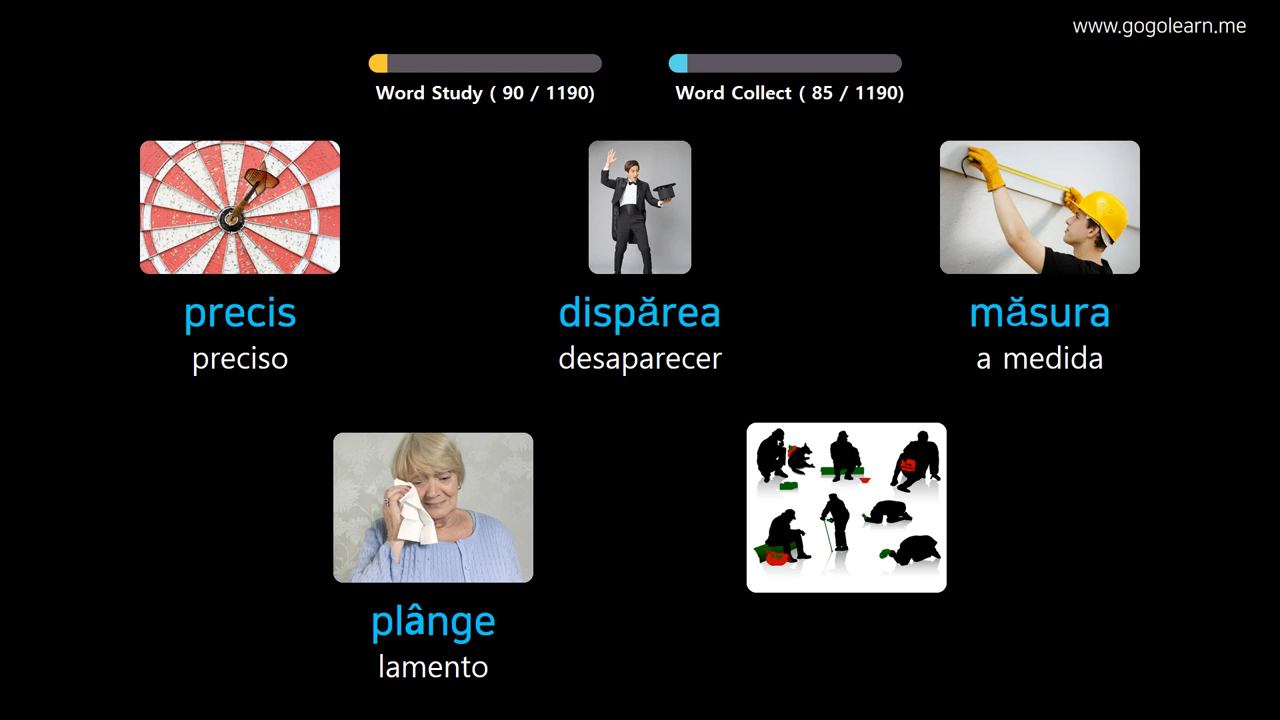 www.gogolearn.me
Word Study ( 90 / 1190)
Word Collect ( 85 / 1190)
precis
preciso
dispărea
desaparecer
măsura
a medida
plânge
lamento